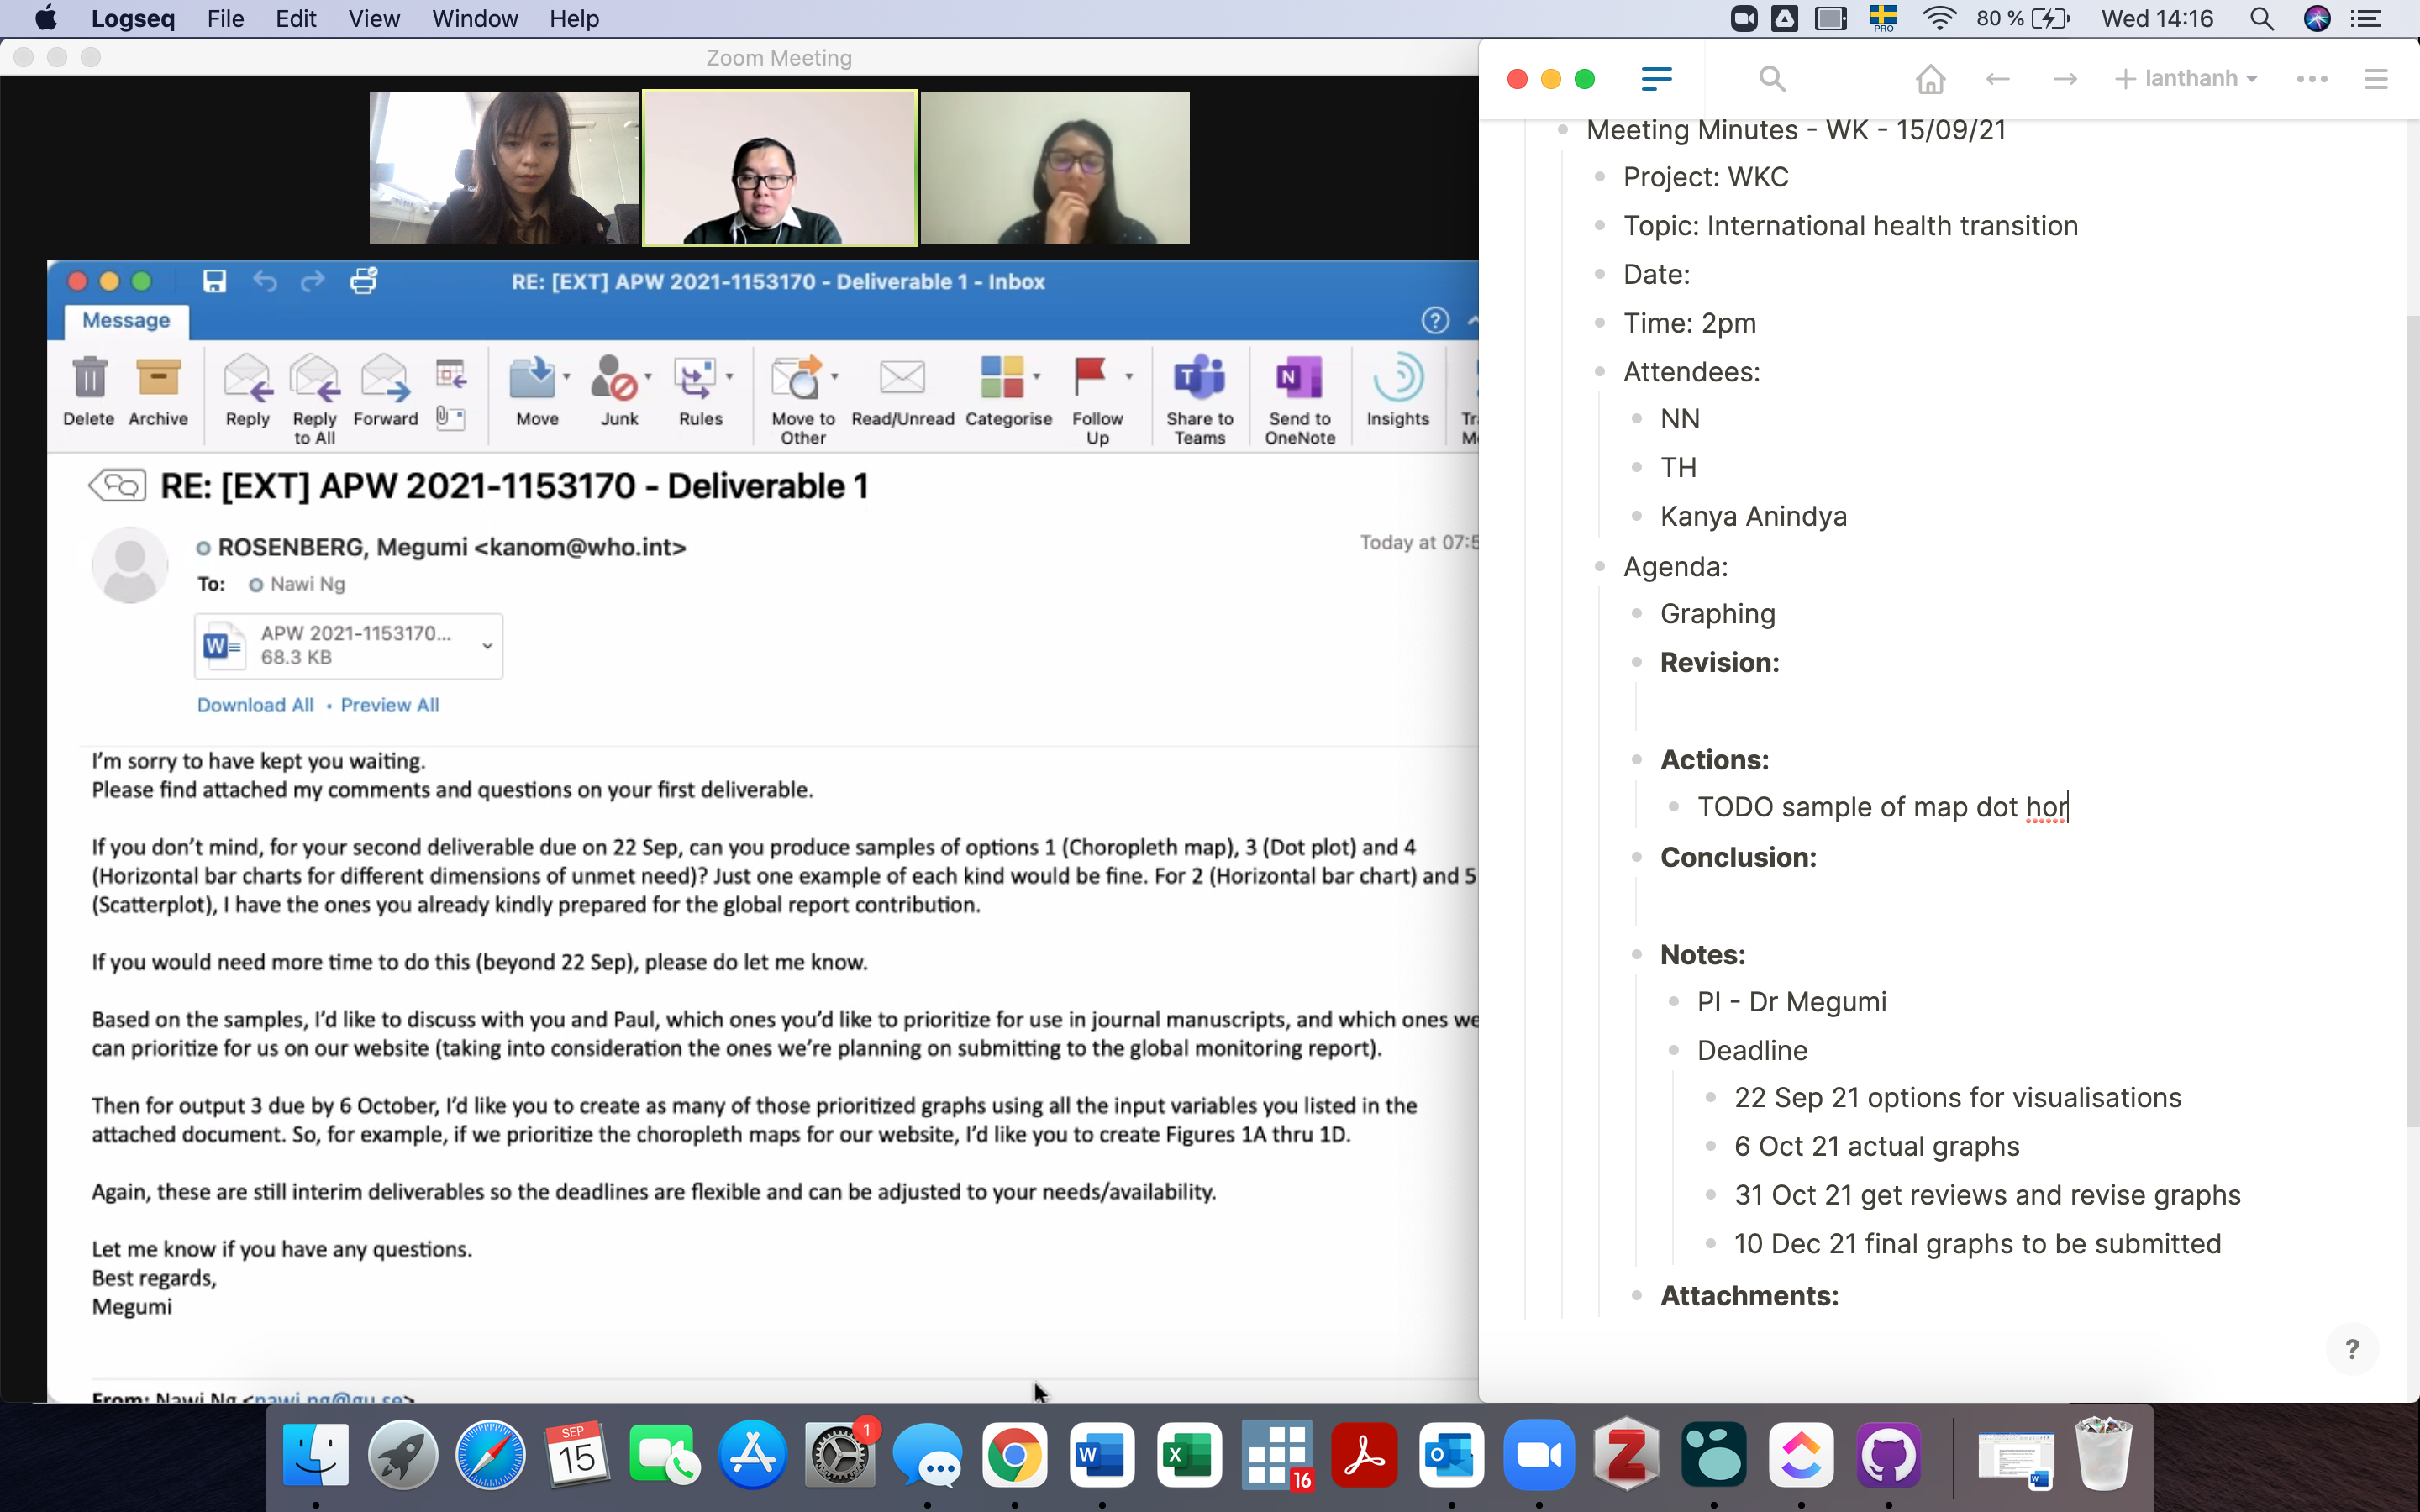 Logseq File Edit View Window Help
PRO 80 % Wed 14:16
Zoom Meeting
RE: [EXT] APW 2021-1153170 - Deliverable 1 - Inbox
Message
Delete Archive Reply Reply to All Forward Move Junk Rules Move to Other Read/Unread Categorise Follow Up Share to Teams Send to OneNote Insights
RE: [EXT] APW 2021-1153170 - Deliverable 1
ROSENBERG, Megumi <kanom@who.int>
Today at 07:5
To: Nawi Ng
APW 2021-1153170...
68.3 KB
Download All • Preview All
I'm sorry to have kept you waiting.
Please find attached my comments and questions on your first deliverable.
If you don't mind, for your second deliverable due on 22 Sep, can you produce samples of options 1 (Choropleth map), 3 (Dot plot) and 4
(Horizontal bar charts for different dimensions of unmet need)? Just one example of each kind would be fine. For 2 (Horizontal bar chart) and 5
(Scatterplot), I have the ones you already kindly prepared for the global report contribution.
If you would need more time to do this (beyond 22 Sep), please do let me know.
Based on the samples, I'd like to discuss with you and Paul, which ones you'd like to prioritize for use in journal manuscripts, and which ones we
can prioritize for us on our website (taking into consideration the ones we're planning on submitting to the global monitoring report).
Then for output 3 due by 6 October, I'd like you to create as many of those prioritized graphs using all the input variables you listed in the
attached document. So, for example, if we prioritize the choropleth maps for our website, I'd like you to create Figures 1A thru 1D.
Again, these are still interim deliverables so the deadlines are flexible and can be adjusted to your needs/availability.
Let me know if you have any questions.
Best regards,
Megumi
From: Nawi Ng <nawi.ng@gu.se>
lanthanh
Meeting Minutes - WK - 15/09/21
Project: WKC
Topic: International health transition
Date:
Time: 2pm
Attendees:
NN
TH
Kanya Anindya
Agenda:
Graphing
Revision:
Actions:
TODO sample of map dot hor
Conclusion:
Notes:
PI - Dr Megumi
Deadline
22 Sep 21 options for visualisations
6 Oct 21 actual graphs
31 Oct 21 get reviews and revise graphs
10 Dec 21 final graphs to be submitted
Attachments:
?
SEP
15
1
16